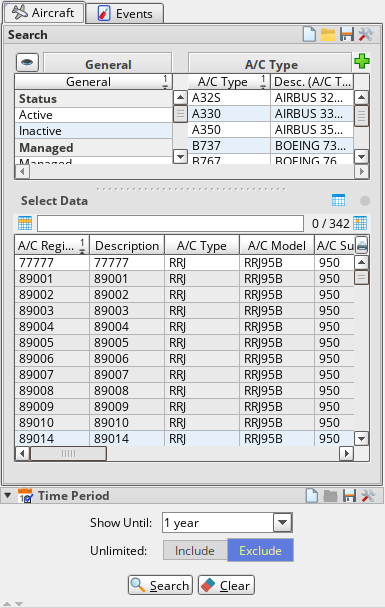 Aircraft Events
Search
General A/C Type
General 1 A/C Type 1 Desc. (A/C T...
Status A32S AIRBUS 32...
Active A330 AIRBUS 33...
Inactive A350 AIRBUS 35...
Managed B737 BOEING 73...
Managed B767 BOEING 76
Select Data
0 / 342
A/C Regi... 1 Description A/C Type A/C Model A/C Su
77777 77777 RRJ RRJ95B 950
89001 89001 RRJ RRJ95B 950
89002 89002 RRJ RRJ95B 950
89003 89003 RRJ RRJ95B 950
89004 89004 RRJ RRJ95B 950
89005 89005 RRJ RRJ95B 950
89006 89006 RRJ RRJ95B 950
89007 89007 RRJ RRJ95B 950
89008 89008 RRJ RRJ95B 950
89009 89009 RRJ RRJ95B 950
89010 89010 RRJ RRJ95B 950
89014 89014 RRJ RRJ95B 950
Time Period
Show Until: 1 year
Unlimited: Include Exclude
Search Clear